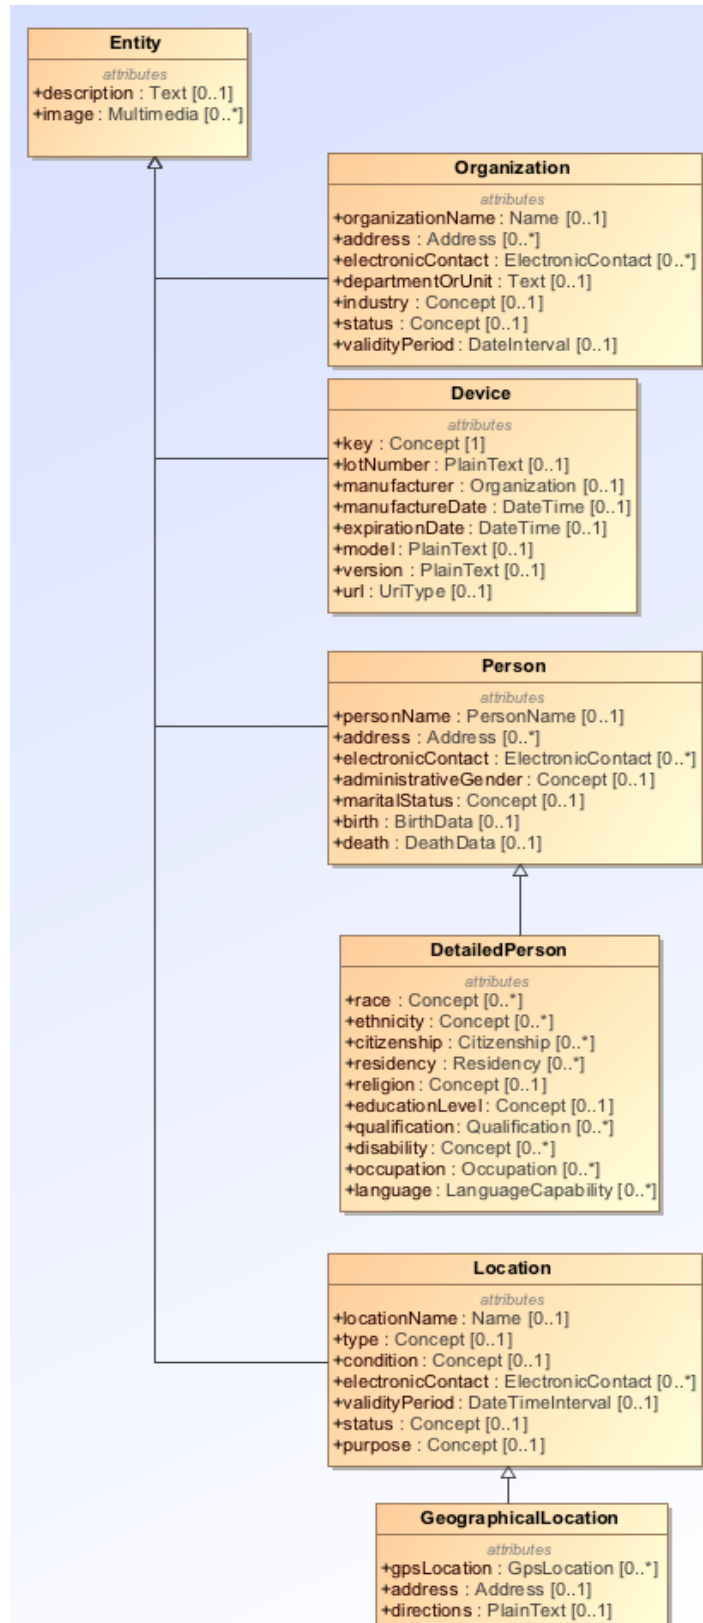 Entity
attributes
+description : Text [0..1]
+image : Multimedia [0..*]
Organization
attributes
+organizationName : Name [0..1]
+address : Address [0..*]
+electronicContact : ElectronicContact [0..*]
+departmentOrUnit : Text [0..1]
+industry : Concept [0..1]
+status : Concept [0..1]
+validityPeriod : DateInterval [0..1]
Device
attributes
+key : Concept [1]
+lotNumber : PlainText [0..1]
+manufacturer : Organization [0..1]
+manufactureDate : DateTime [0..1]
+expirationDate : DateTime [0..1]
+model : PlainText [0..1]
+version : PlainText [0..1]
+url : UriType [0..1]
Person
attributes
+personName : PersonName [0..1]
+address : Address [0..*]
+electronicContact : ElectronicContact [0..*]
+administrativeGender : Concept [0..1]
+maritalStatus : Concept [0..1]
+birth : BirthData [0..1]
+death : DeathData [0..1]
DetailedPerson
attributes
+race : Concept [0..*]
+ethnicity : Concept [0..*]
+citizenship : Citizenship [0..*]
+residency : Residency [0..*]
+religion : Concept [0..1]
+educationLevel : Concept [0..1]
+qualification : Qualification [0..*]
+disability : Concept [0..*]
+occupation : Occupation [0..*]
+language : LanguageCapability [0..*]
Location
attributes
+locationName : Name [0..1]
+type : Concept [0..1]
+condition : Concept [0..1]
+electronicContact : ElectronicContact [0..*]
+validityPeriod : DateTimeInterval [0..1]
+status : Concept [0..1]
+purpose : Concept [0..1]
GeographicalLocation
attributes
+gpsLocation : GpsLocation [0..*]
+address : Address [0..1]
+directions : PlainText [0..1]